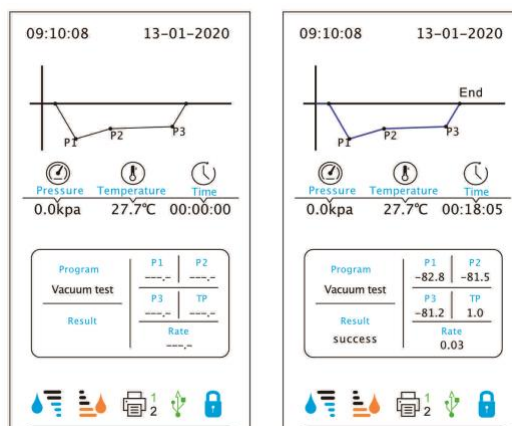 09:10:08 13-01-2020
P1 P2 P3
Pressure Temperature Time
0.0kpa 27.7℃ 00:00:00
Program
Vacuum test
Result
P1 P2
---.- ---.-
P3 TP
---.- ---.-
Rate
---.-
1
2
09:10:08 13-01-2020
End
P1 P2 P3
Pressure Temperature Time
0.0kpa 27.7℃ 00:18:05
Program
Vacuum test
Result
success
P1 P2
-82.8 -81.5
P3 TP
-81.2 1.0
Rate
0.03
1
2